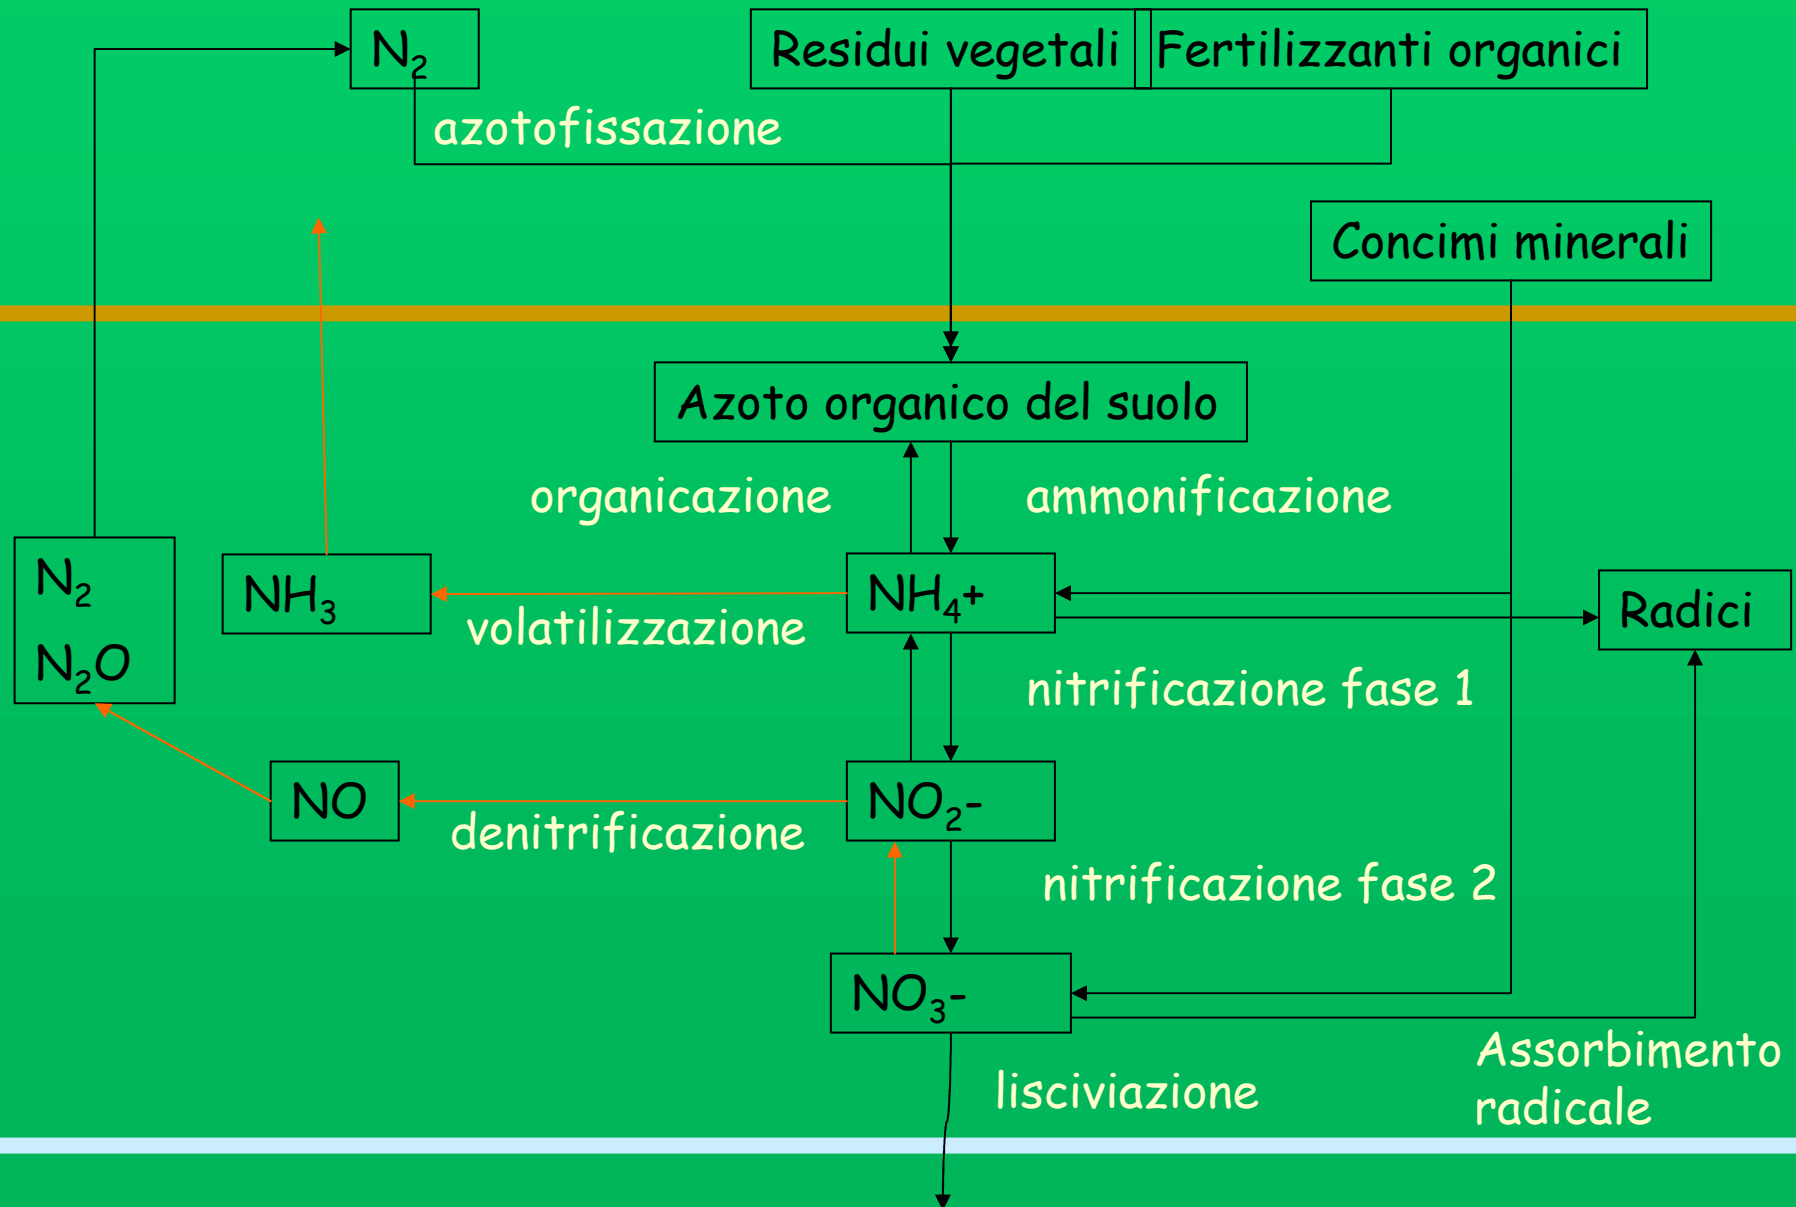 N₂
Residui vegetali
Fertilizzanti organici
azotofissazione
Concimi minerali
Azoto organico del suolo
organicazione
ammonificazione
N₂
N₂O
NH₃
NH₄+
Radici
volatilizzazione
nitrificazione fase 1
NO
NO₂-
denitrificazione
nitrificazione fase 2
NO₃-
Assorbimento
radicale
lisciviazione